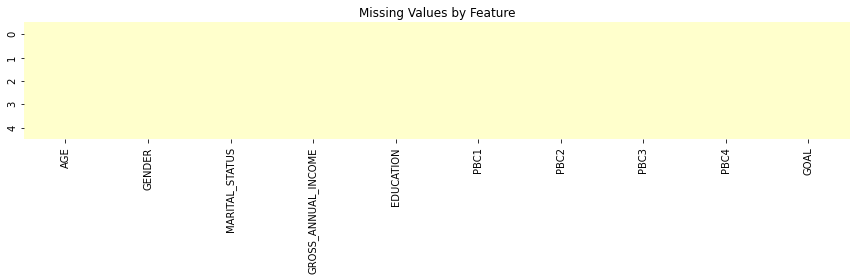 Missing Values by Feature
0
1
2
3
4
AGE
GENDER
MARITAL_STATUS
GROSS_ANNUAL_INCOME
EDUCATION
PBC1
PBC2
PBC3
PBC4
GOAL